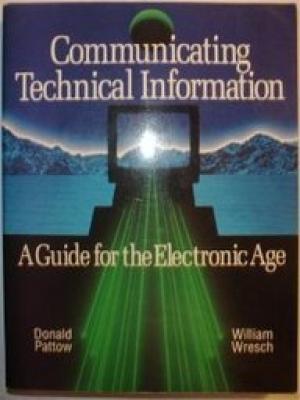 Communicating
Technical Information
A Guide for the Electronic Age
Donald
Pattow
William
Wresch